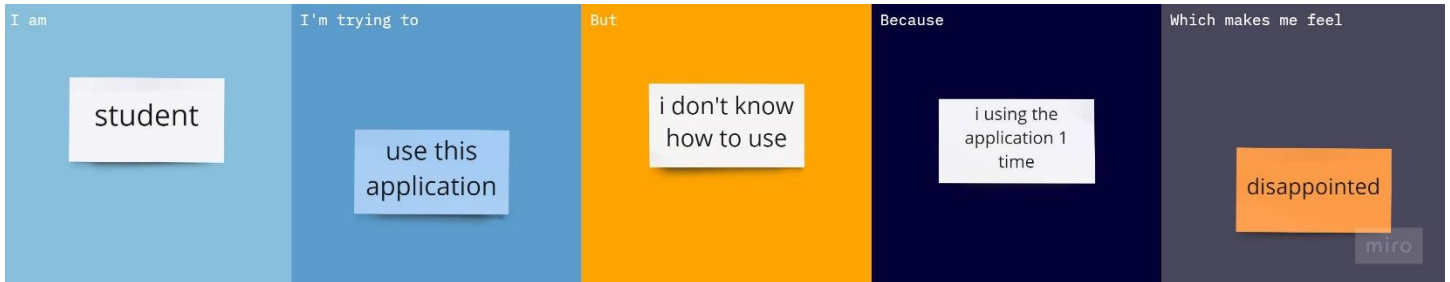 I am
student
I'm trying to
use this
application
But
i don't know
how to use
Because
i using the
application 1
time
Which makes me feel
disappointed
miro